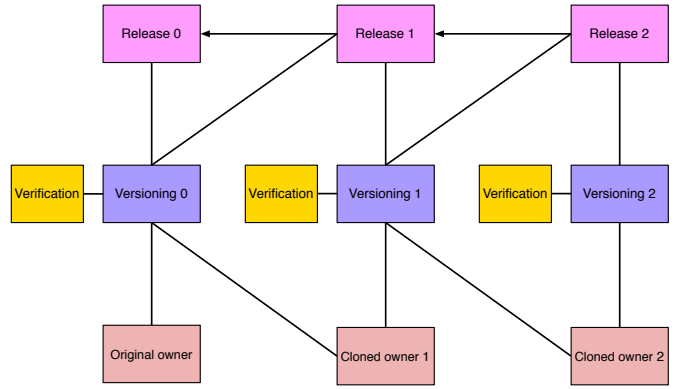 Release 0
Release 1
Release 2
Verification
Versioning 0
Verification
Versioning 1
Verification
Versioning 2
Original owner
Cloned owner 1
Cloned owner 2